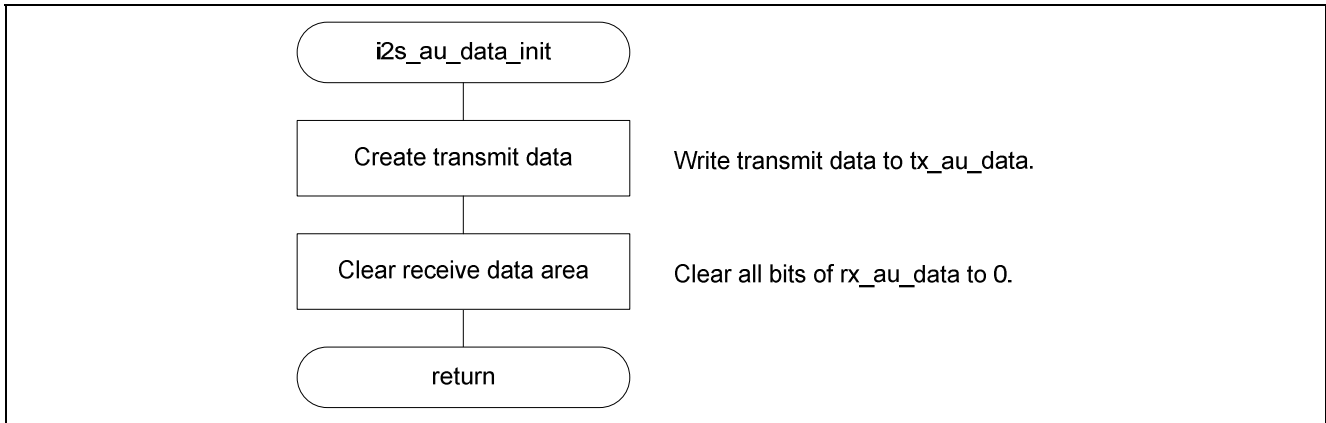 i2s_au_data_init
Create transmit data
Write transmit data to tx_au_data.
Clear receive data area
Clear all bits of rx_au_data to 0.
return